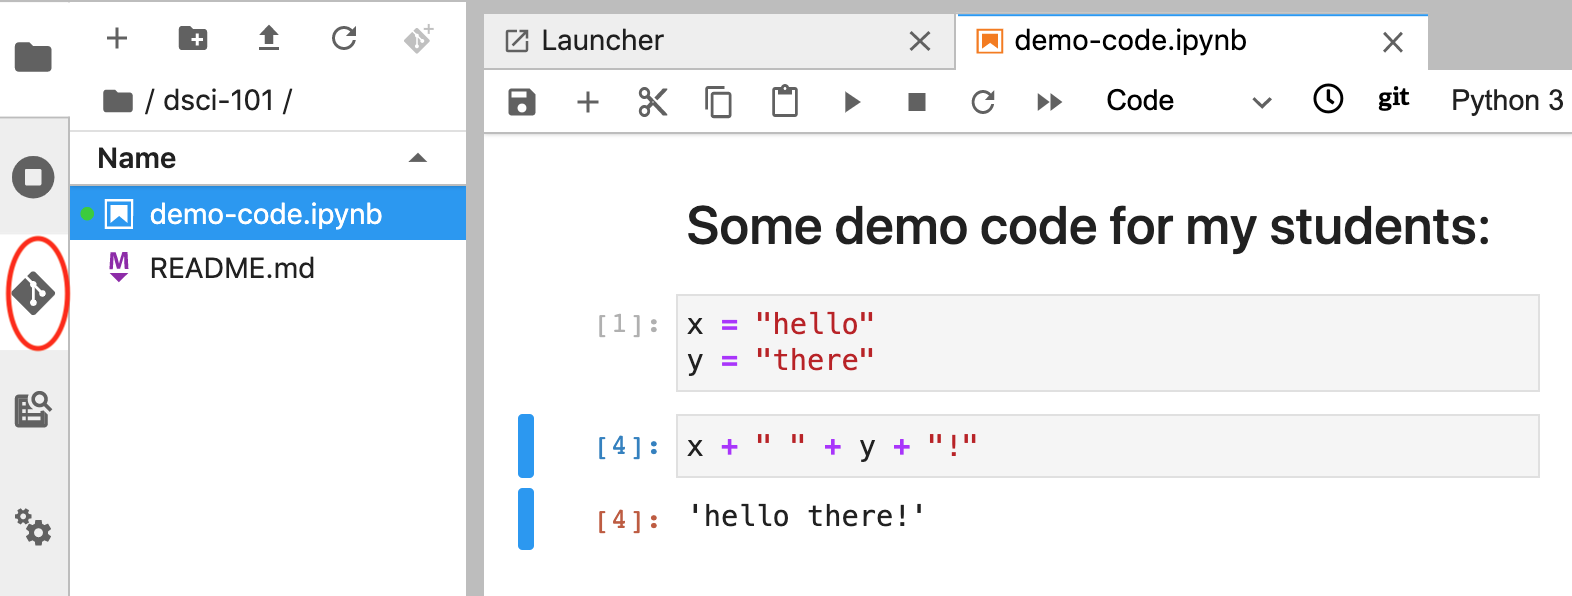 / dsci-101 /
Name
demo-code.ipynb
M README.md
Launcher
demo-code.ipynb
Code
git
Python 3
Some demo code for my students:
[1]: x = "hello"
y = "there"
[4]: x + " " + y + "!"
[4]: 'hello there!'